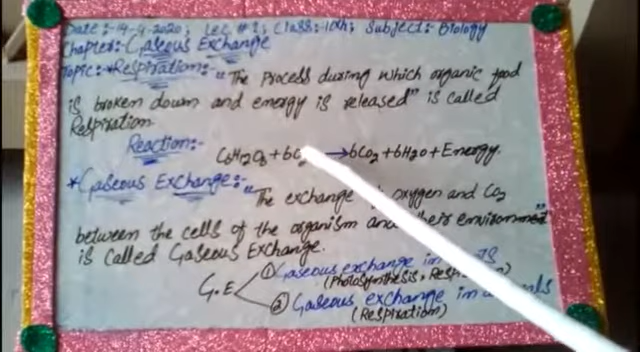 Date:-14-4-2020; Lec # 1; Class:10th; Subject:- Biology
Chapter:- Gaseous Exchange
Topic:- *Respiration:- "The process during which organic food
is broken down and energy is released" is called
Respiration
Reaction:-
C6H12O6+6O → 6CO2+6H2O+Energy.
*Gaseous Exchange:- "The exchange oxygen and CO2
between the cells of the organism and their environment"
is called Gaseous Exchange.
G.E
① Gaseous exchange in
(Photosynthesis, Respiration)
② Gaseous exchange in
(Respiration)